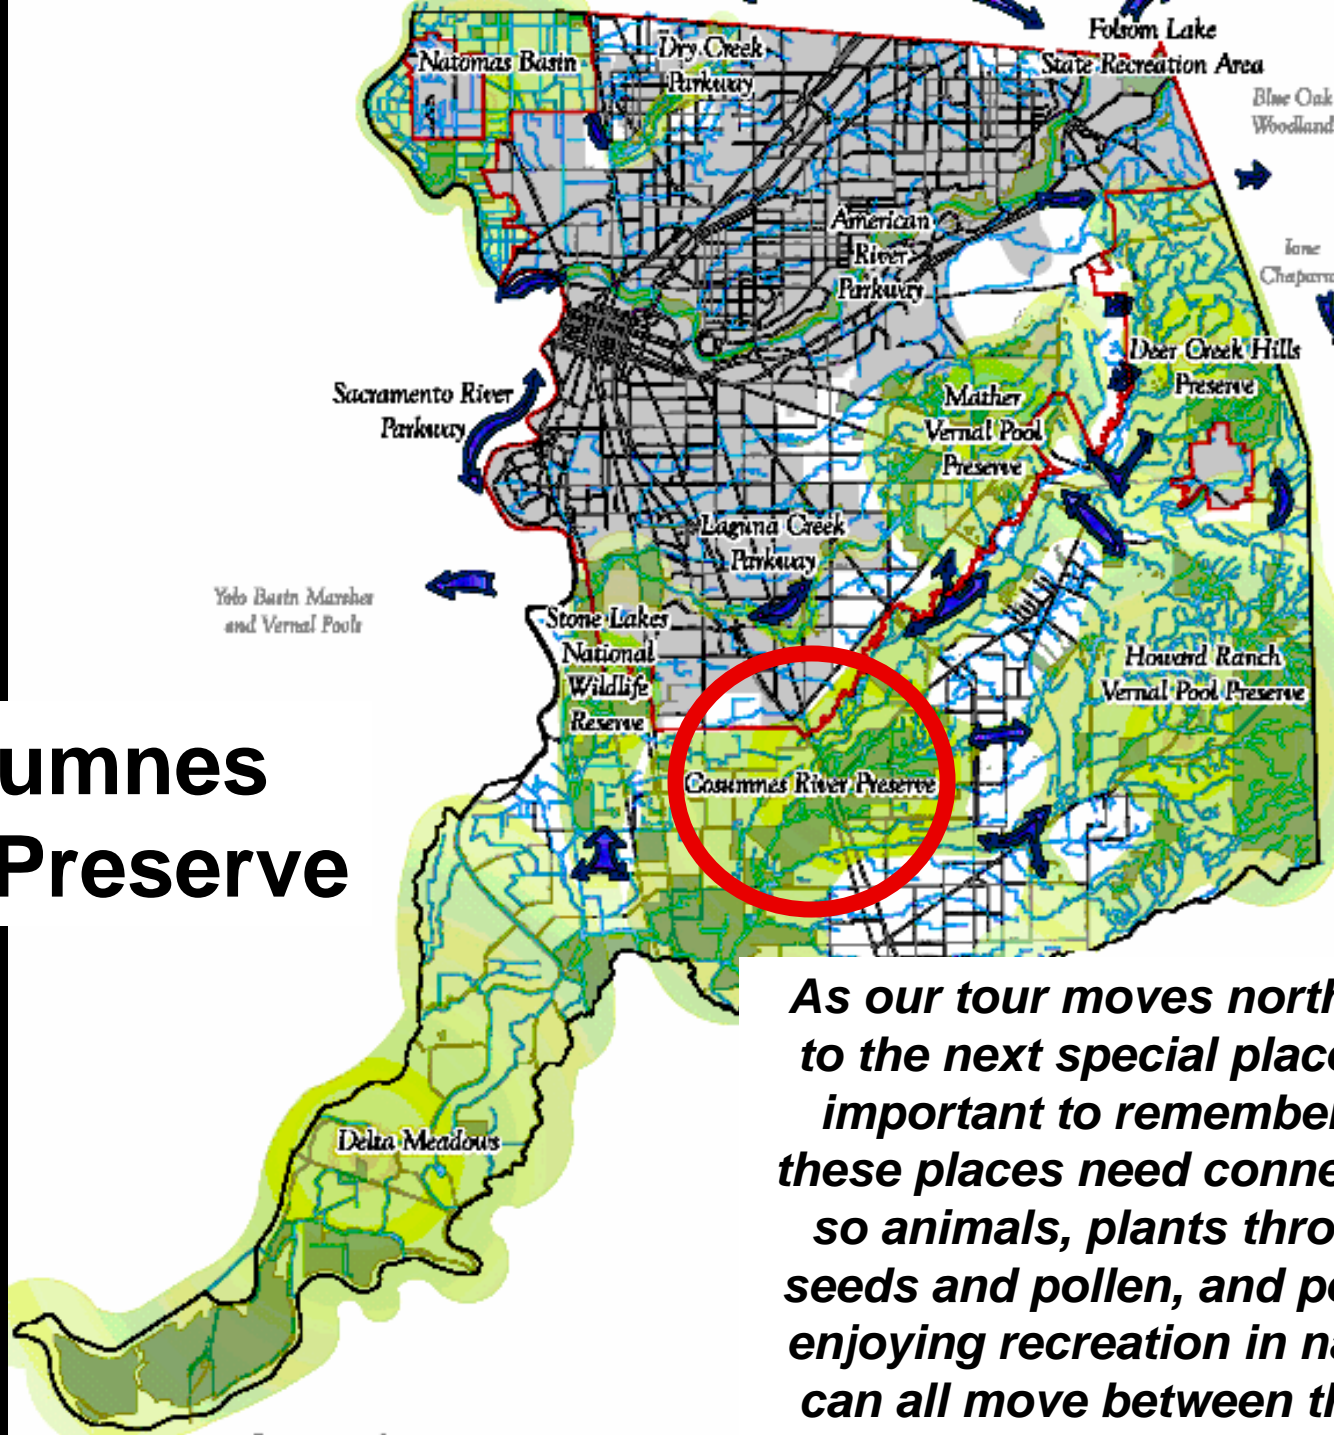 Folsom Lake
State Recreation Area
Natomas Basin
Dry Creek
Parkway
Blue Oak
Woodland
American
River
Parkway
Ione
Deer Creek Hills
Preserve
Sacramento River
Parkway
Mather
Vernal Pool
Preserve
Laguna Creek
Parkway
Yolo Basin Marshes
and Vernal Pools
Stone Lakes
National
Wildlife
Reserve
Howard Ranch
Vernal Pool Preserve
umnes
Preserve
Cosumnes River Preserve
Delta Meadows
As our tour moves north
to the next special place
important to remember
these places need conne
so animals, plants thro
seeds and pollen, and p
enjoying recreation in na
can all move between th